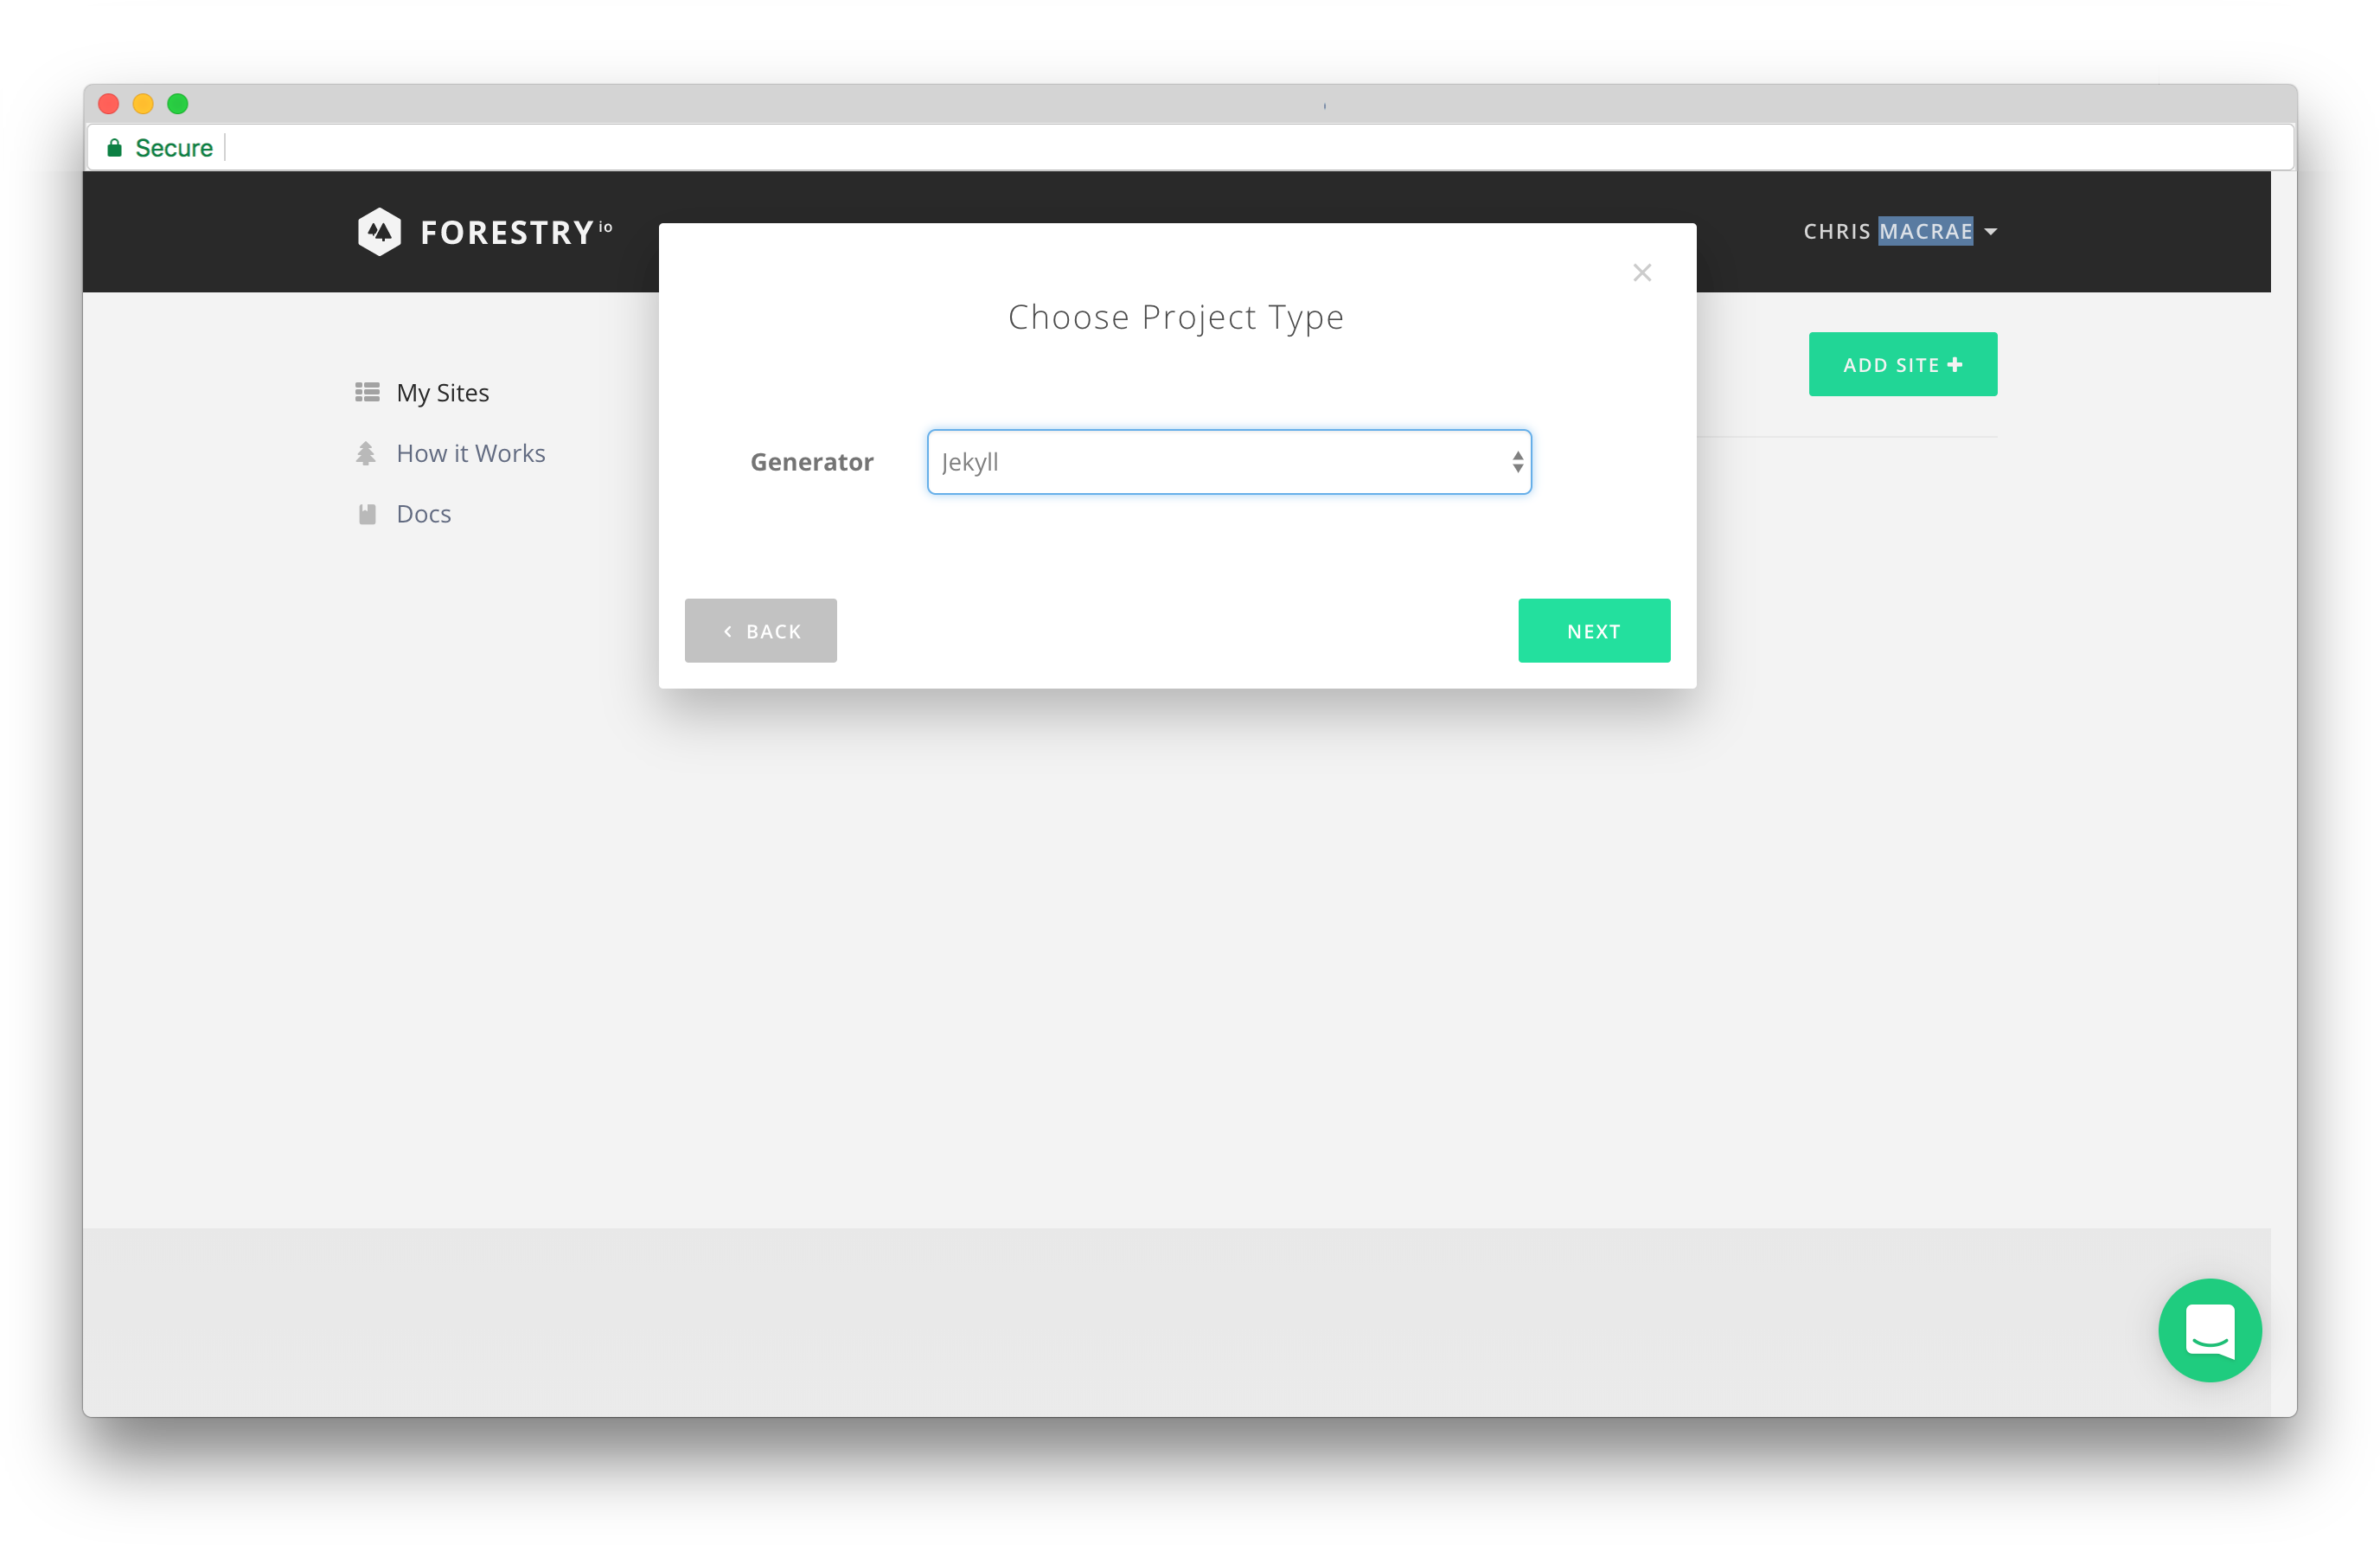 Secure
FORESTRY io
CHRIS MACRAE
Choose Project Type
ADD SITE
My Sites
How it Works
Docs
Generator
Jekyll
BACK
NEXT